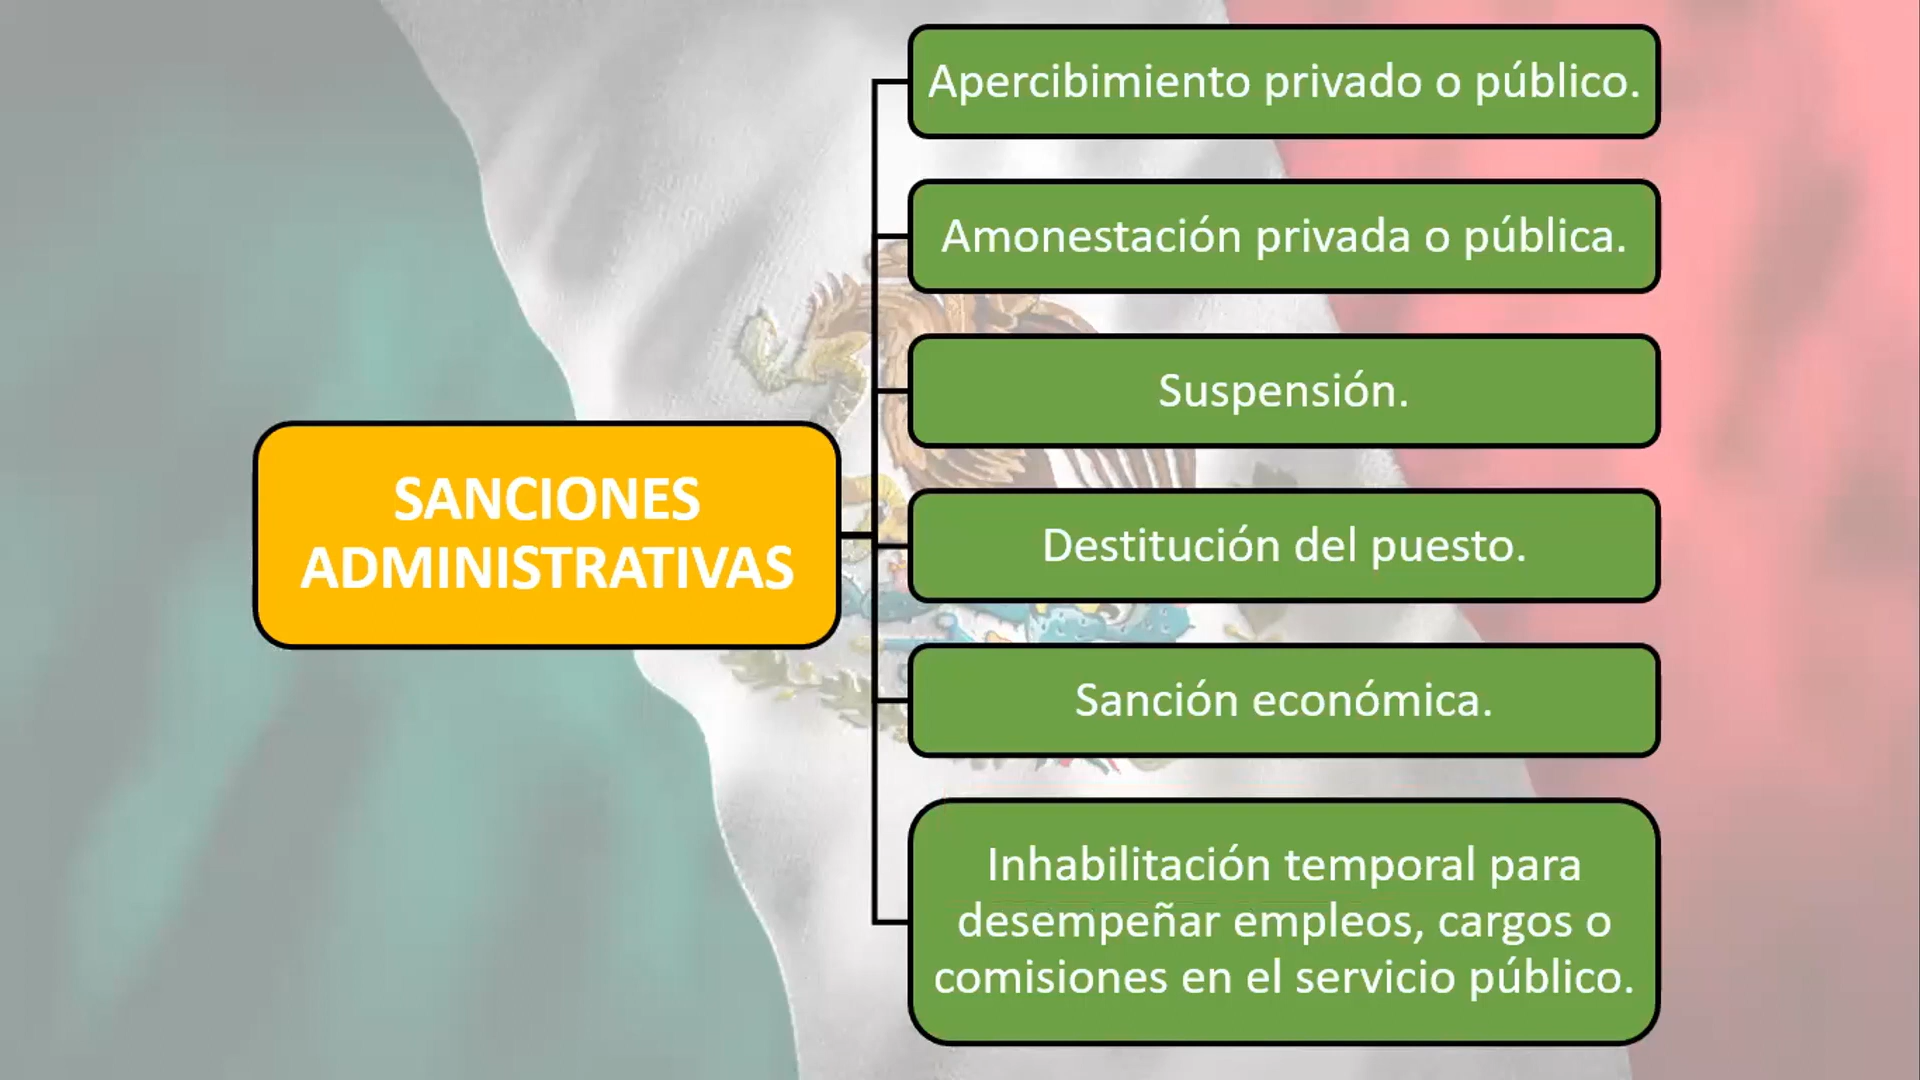 SANCIONES
ADMINISTRATIVAS
Apercibimiento privado o público.
Amonestación privada o pública.
Suspensión.
Destitución del puesto.
Sanción económica.
Inhabilitación temporal para
desempeñar empleos, cargos o
comisiones en el servicio público.